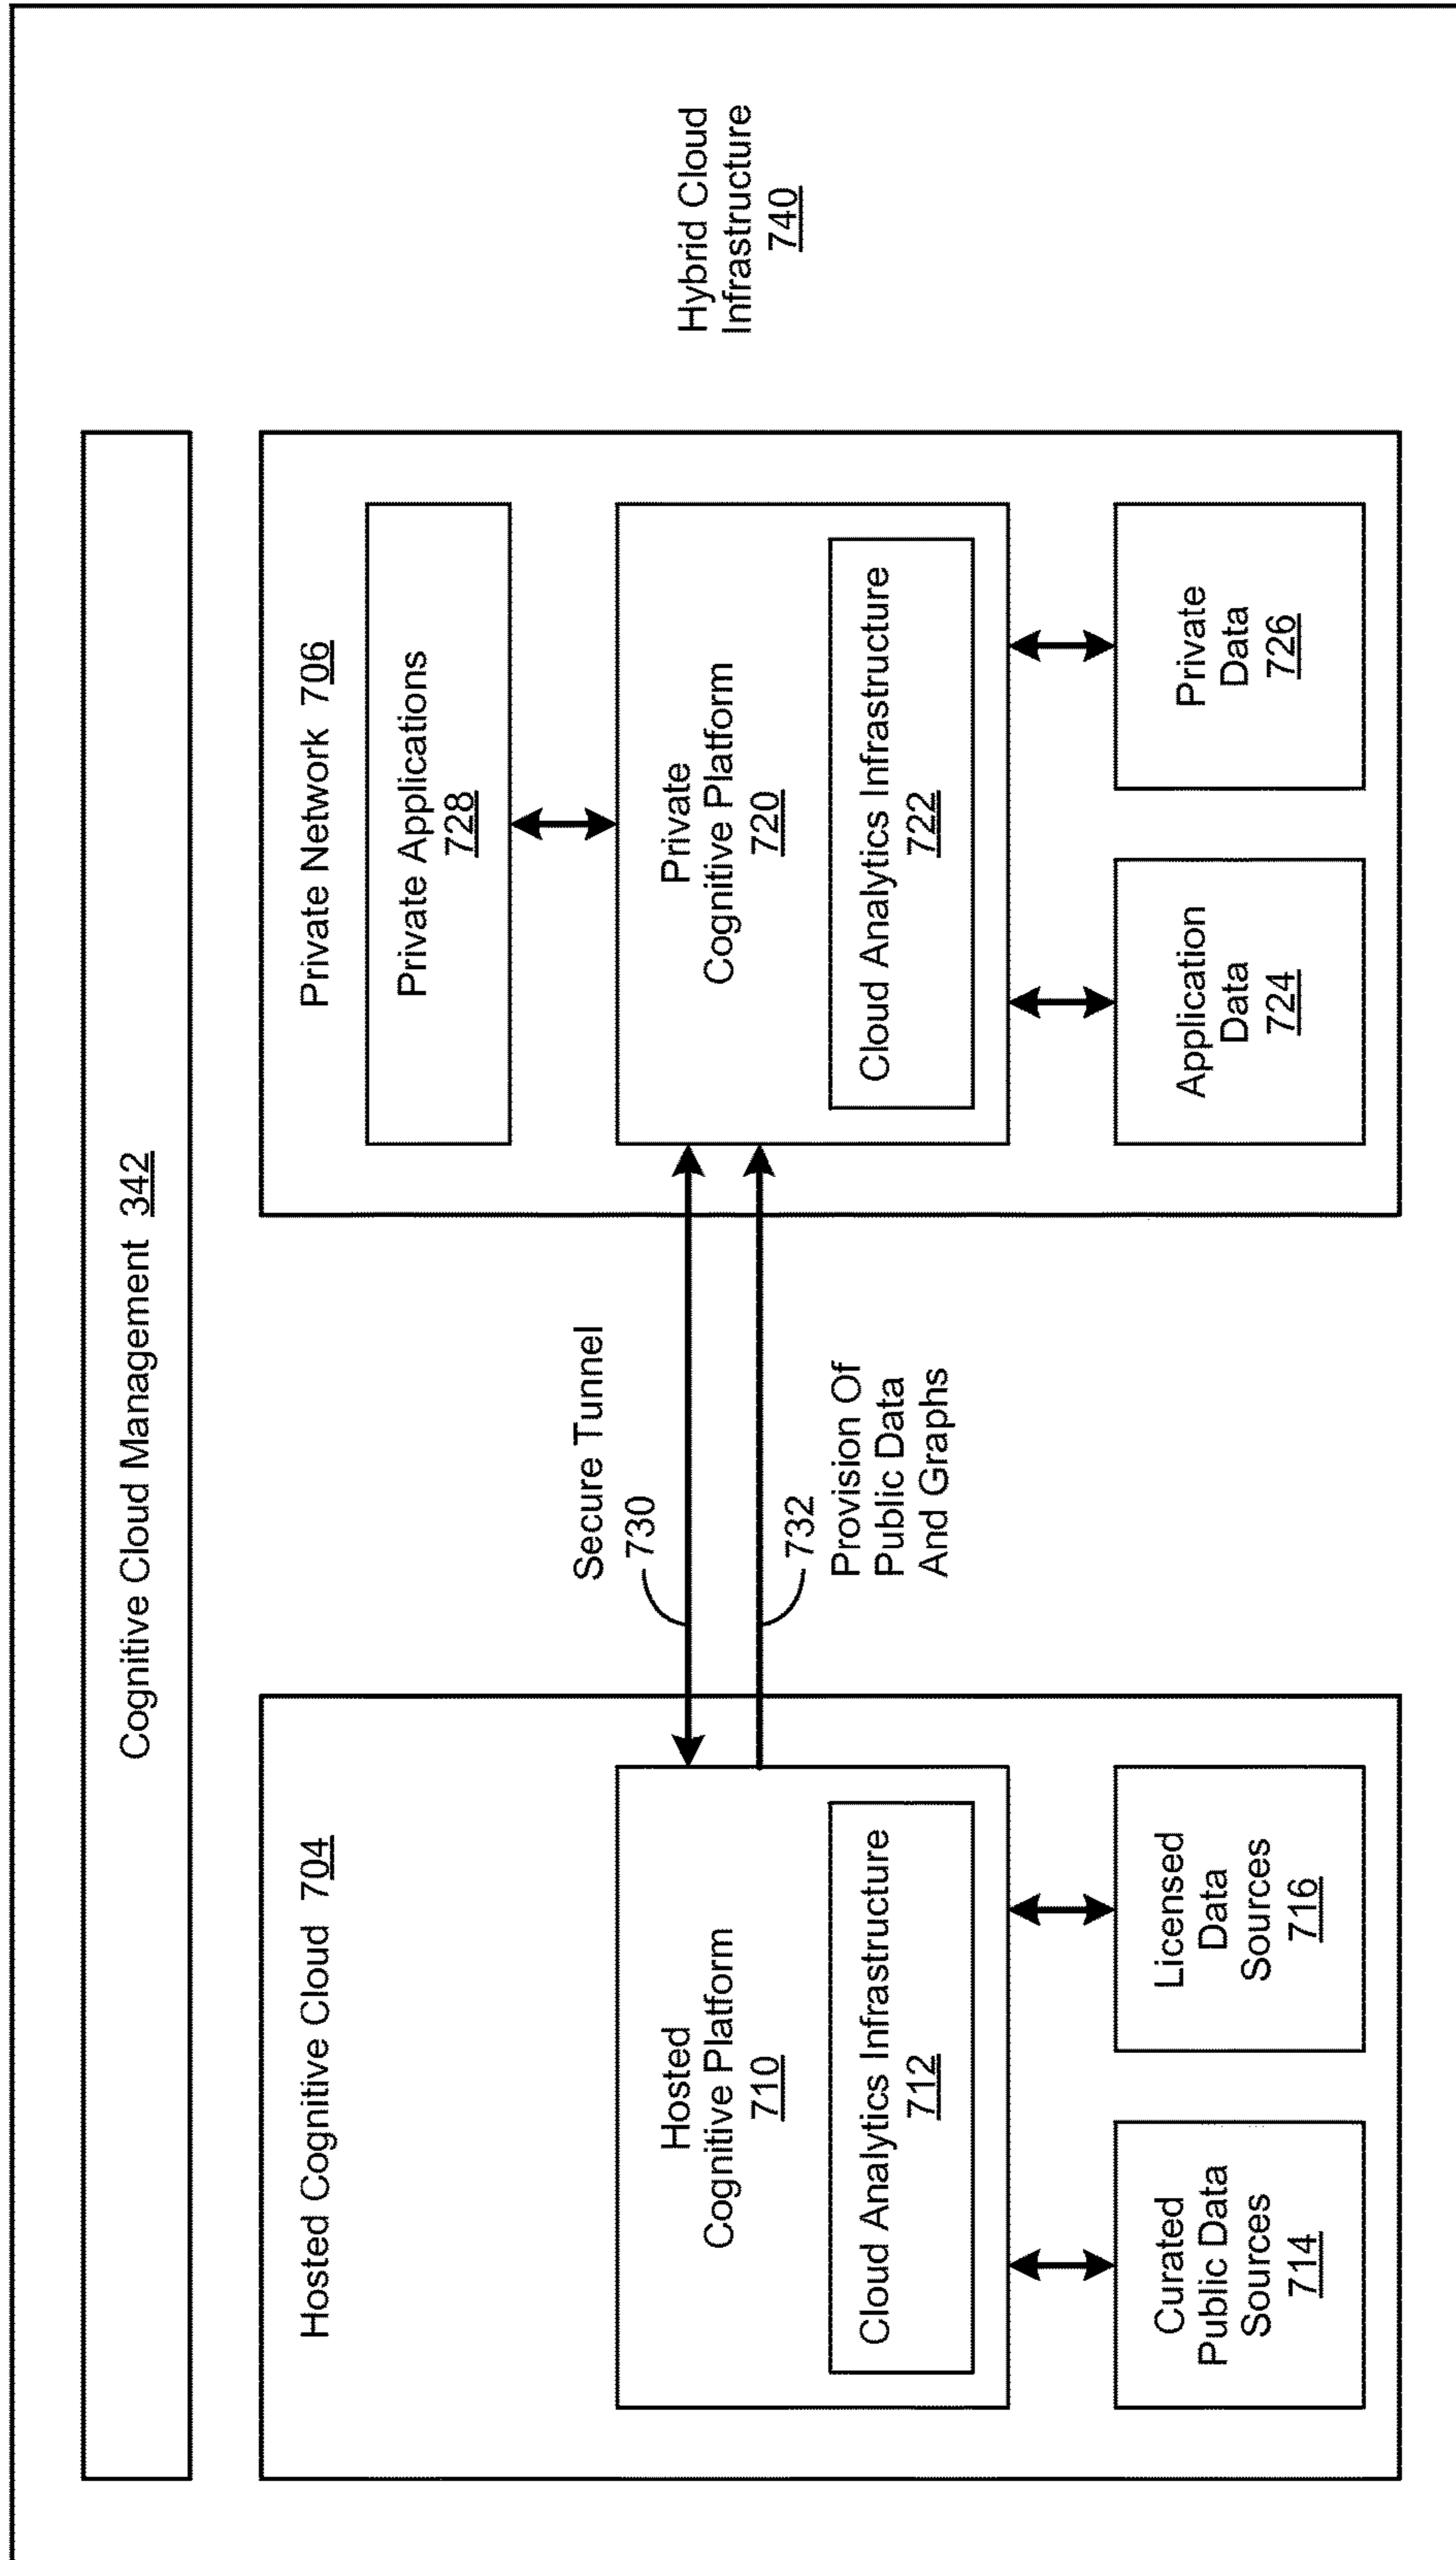 Cognitive Cloud Management 342
Hosted Cognitive Cloud 704
Hosted
Cognitive Platform
710
Cloud Analytics Infrastructure
712
Curated
Public Data
Sources
714
Licensed
Data
Sources
716
Secure Tunnel
730
732
Provision Of
Public Data
And Graphs
Private Network 706
Private Applications
728
Private
Cognitive Platform
720
Cloud Analytics Infrastructure
722
Application
Data
724
Private
Data
726
Hybrid Cloud
Infrastructure
740